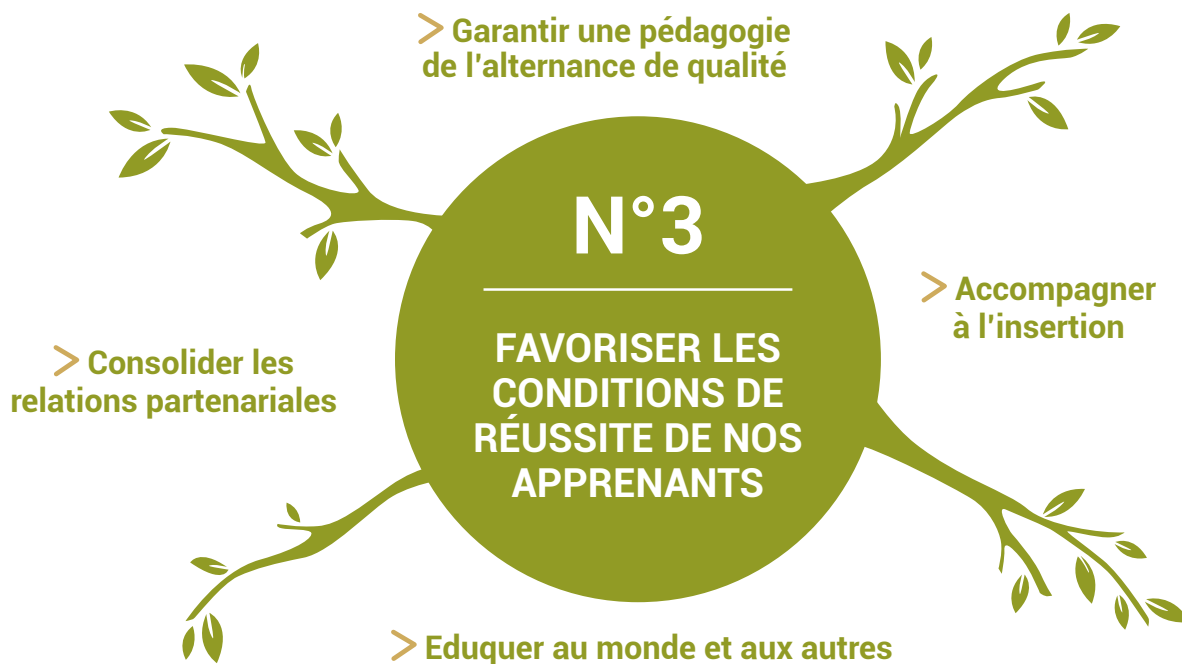 > Garantir une pédagogie
de l'alternance de qualité
N°3
FAVORISER LES
CONDITIONS DE
RÉUSSITE DE NOS
APPRENANTS
> Accompagner
à l'insertion
> Consolider les
relations partenariales
> Eduquer au monde et aux autres